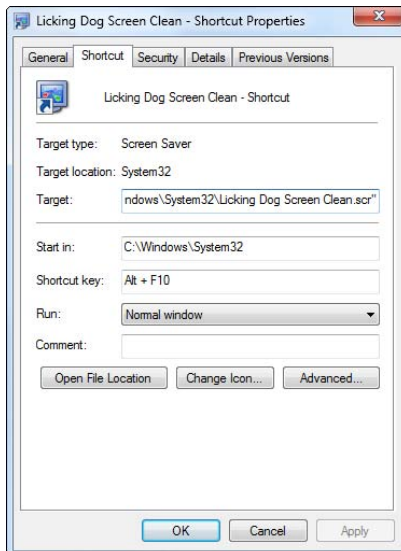 Licking Dog Screen Clean - Shortcut Properties
General Shortcut Security Details Previous Versions
Licking Dog Screen Clean - Shortcut
Target type: Screen Saver
Target location: System32
Target: ndows\System32\Licking Dog Screen Clean.scr"
Start in: C:\Windows\System32
Shortcut key: Alt + F10
Run: Normal window
Comment:
Open File Location Change Icon... Advanced...
OK Cancel Apply